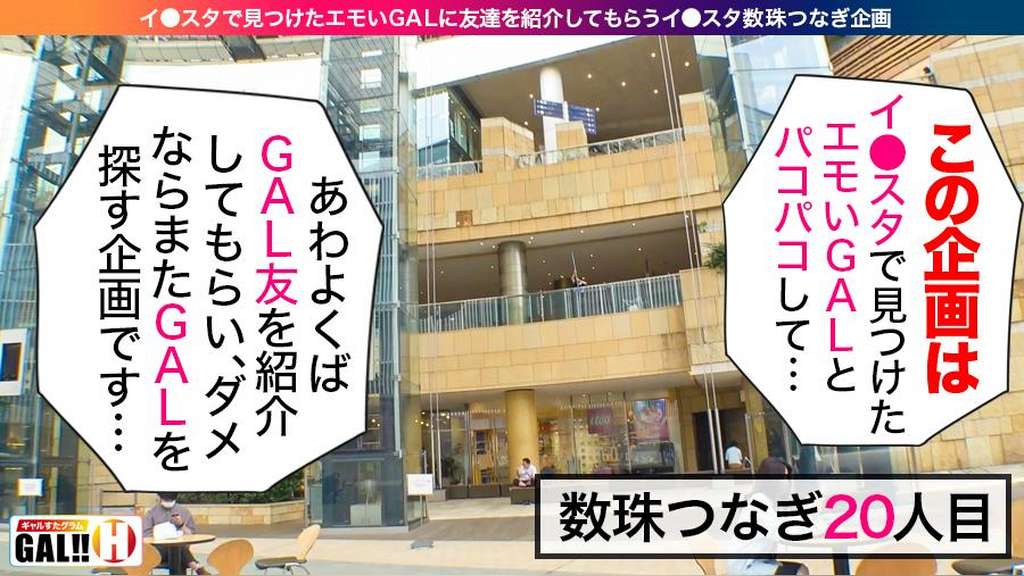 イ●スタで見つけたエモいGALに友達を紹介してもらうイ●スタ数珠つなぎ企画
この企画は
イ●スタで見つけた
エモいGALと
パコパコして…
あわよくば
GAL友を紹介
してもらい、ダメ
ならまたGALを
探す企画です…
数珠つなぎ20人目
ギャルすたグラム
GAL!!H